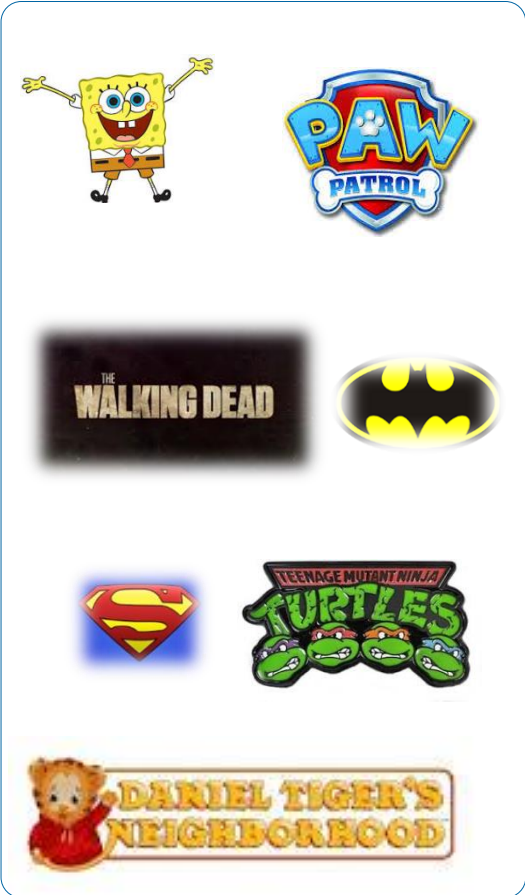 PAW
PATROL
THE
WALKING DEAD
S
TEENAGE MUTANT NINJA
TURTLES
DANIEL TIGER'S
NEIGHBORHOOD